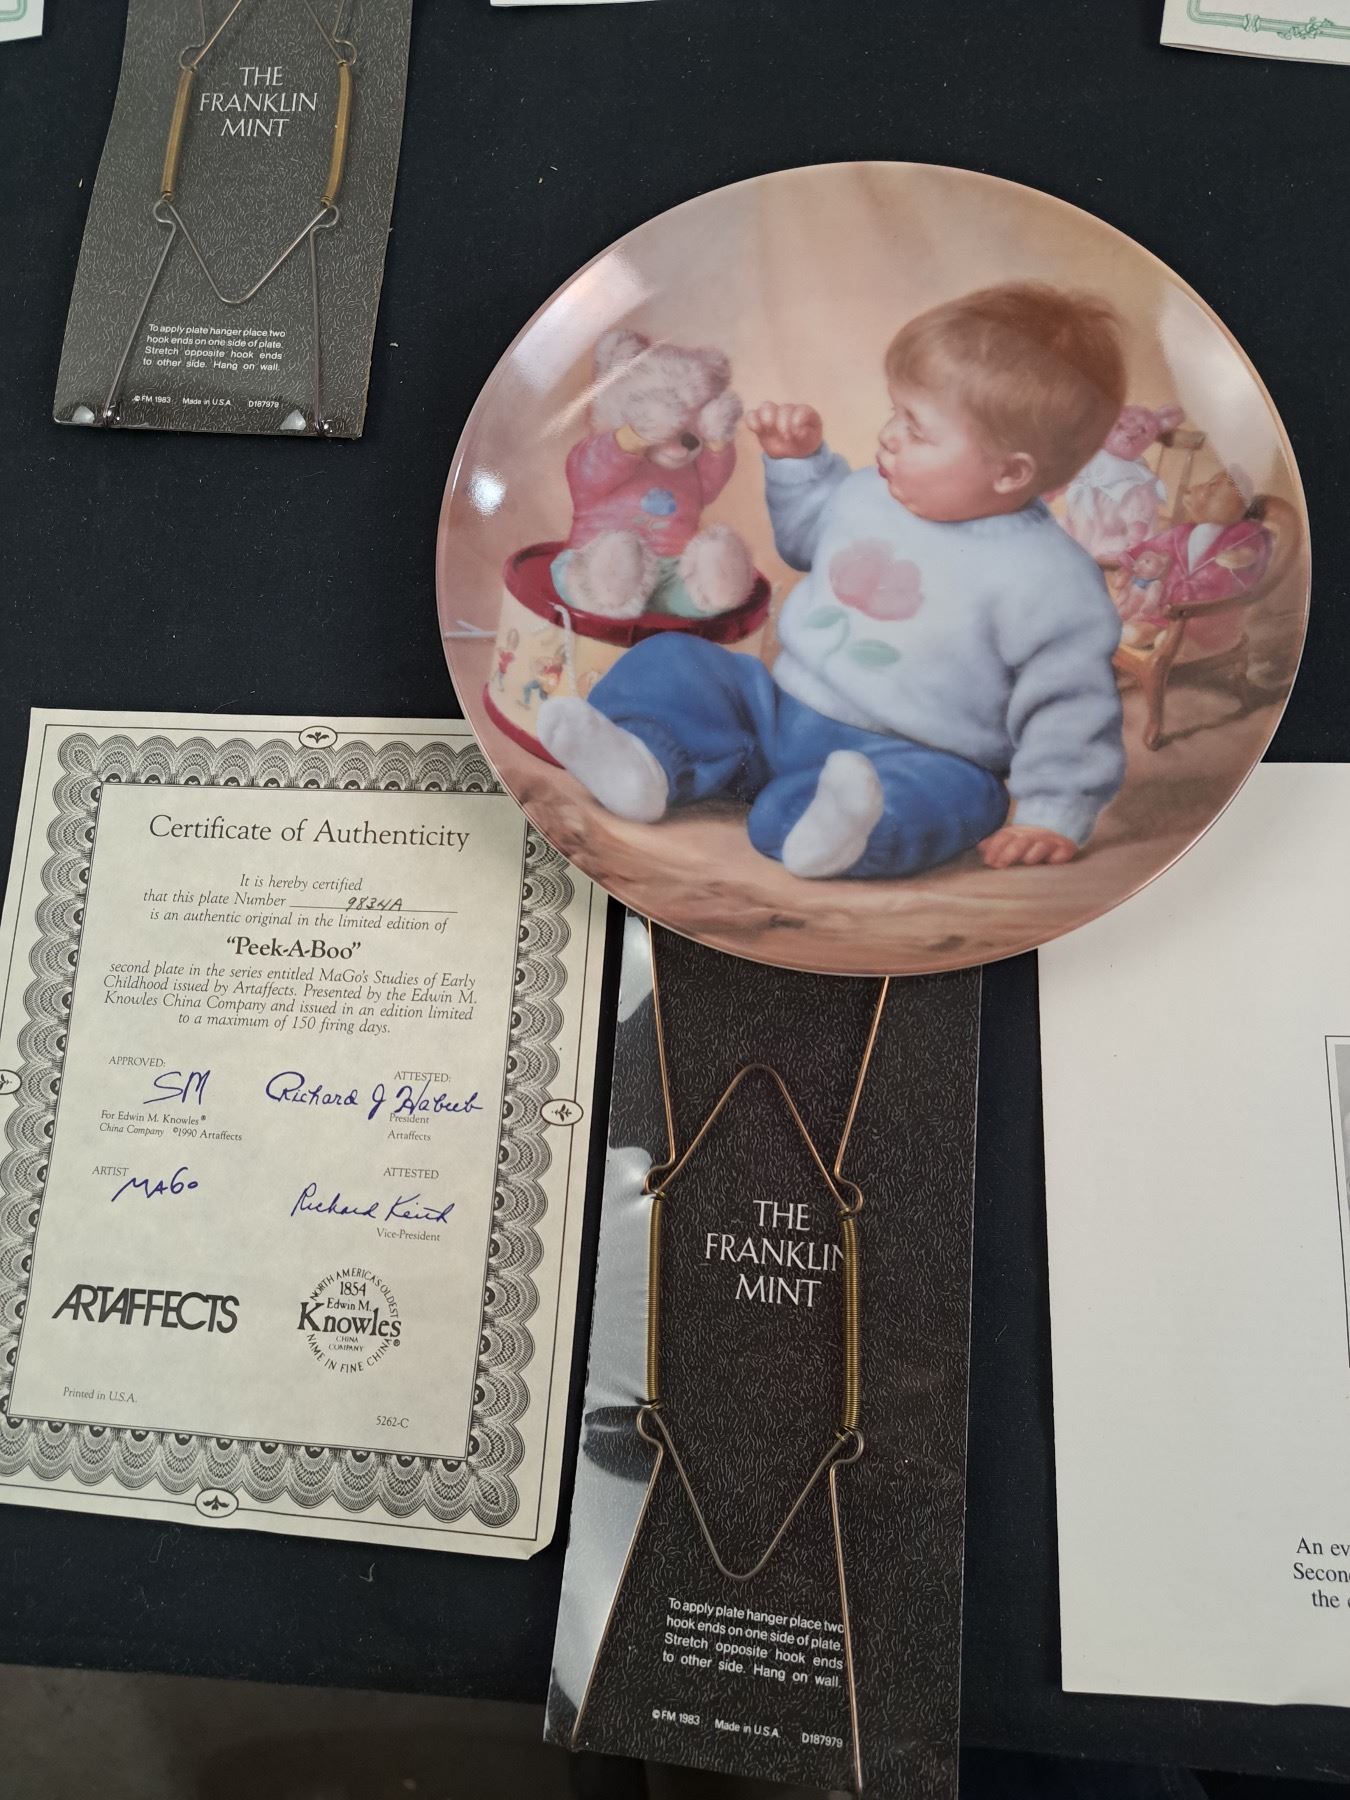 THE
FRANKLIN
MINT
To apply plate hanger place two
hook ends on one side of plate.
Stretch opposite hook ends
to other side. Hang on wall.
© FM 1983 Made in U.S.A. D187979
Certificate of Authenticity
It is hereby certified
that this plate Number 9834A
is an authentic original in the limited edition of
“Peek-A-Boo”
second plate in the series entitled MaGo's Studies of Early
Childhood issued by Artaffects. Presented by the Edwin M.
Knowles China Company and issued in an edition limited
to a maximum of 150 firing days.
APPROVED:
SM
For Edwin M. Knowles®
China Company ©1990 Artaffects
ATTESTED:
Richard J Habeeb
President
Artaffects
ARTIST
MAGo
ATTESTED
Richard Keith
Vice-President
ARTAFFECTS
NORTH AMERICA'S OLDEST
1854
Edwin M.
Knowles®
CHINA
COMPANY
NAME IN FINE CHINA
Printed in U.S.A.
5262-C
THE
FRANKLIN
MINT
To apply plate hanger place two
hook ends on one side of plate.
Stretch opposite hook ends
to other side. Hang on wall.
© FM 1983 Made in U.S.A. D187979
An ev
Secon
the